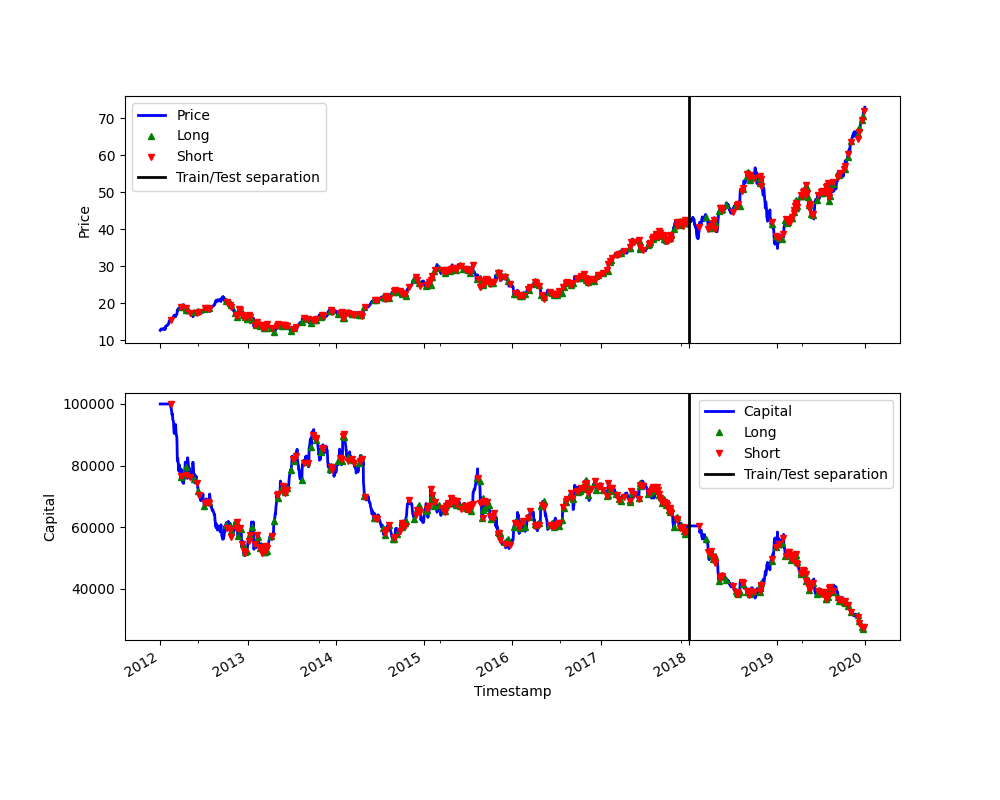 Price
Long
Short
Train/Test separation
70
60
50
40
30
20
10
Price
Capital
Long
Short
Train/Test separation
100000
80000
60000
40000
Capital
2012
2013
2014
2015
2016
2017
2018
2019
2020
Timestamp